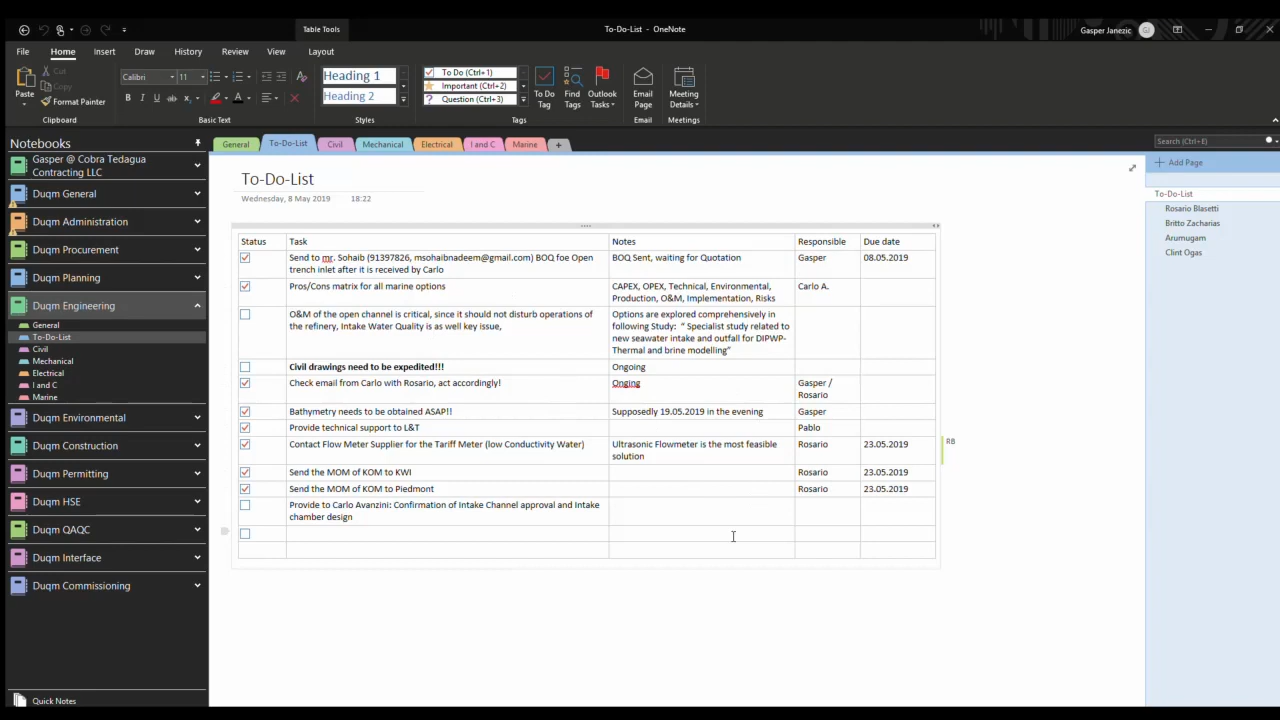 Table Tools
To-Do-List - OneNote
Gasper Janezic
File Home Insert Draw History Review View Layout
Paste
Cut
Copy
Format Painter
Clipboard
Calibri 11
B I U ab x A
Basic Text
Heading 1
Heading 2
Styles
To Do (Ctrl+1)
Important (Ctrl+2)
Question (Ctrl+3)
To Do Tag
Find Tags
Outlook Tasks
Tags
Email Page
Email
Meeting Details
Meetings
Notebooks
General To-Do-List Civil Mechanical Electrical I and C Marine +
Search (Ctrl+E)
Gasper @ Cobra Tedagua
Contracting LLC
Duqm General
Duqm Administration
Duqm Procurement
Duqm Planning
Duqm Engineering
General
To-Do-List
Civil
Mechanical
Electrical
I and C
Marine
Duqm Environmental
Duqm Construction
Duqm Permitting
Duqm HSE
Duqm QAQC
Duqm Interface
Duqm Commissioning
Quick Notes
To-Do-List
Wednesday, 8 May 2019 18:22
Status Task Notes Responsible Due date
Send to mr. Sohaib (91397826, msohaibnadeem@gmail.com) BOQ foe Open BOQ Sent, waiting for Quotation Gasper 08.05.2019
trench inlet after it is received by Carlo
Pros/Cons matrix for all marine options CAPEX, OPEX, Technical, Environmental, Carlo A.
Production, O&M, Implementation, Risks
O&M of the open channel is critical, since it should not disturb operations of Options are explored comprehensively in
the refinery, Intake Water Quality is as well key issue, following Study: “ Specialist study related to
new seawater intake and outfall for DIPWP-
Thermal and brine modelling”
Civil drawings need to be expedited!!! Ongoing
Check email from Carlo with Rosario, act accordingly! Onging Gasper /
Rosario
Bathymetry needs to be obtained ASAP!! Supposedly 19.05.2019 in the evening Gasper
Provide technical support to L&T Pablo
Contact Flow Meter Supplier for the Tariff Meter (low Conductivity Water) Ultrasonic Flowmeter is the most feasible Rosario 23.05.2019 RB
solution
Send the MOM of KOM to KWI Rosario 23.05.2019
Send the MOM of KOM to Piedmont Rosario 23.05.2019
Provide to Carlo Avanzini: Confirmation of Intake Channel approval and Intake
chamber design
Add Page
To-Do-List
Rosario Blasetti
Britto Zacharias
Arumugam
Clint Ogas